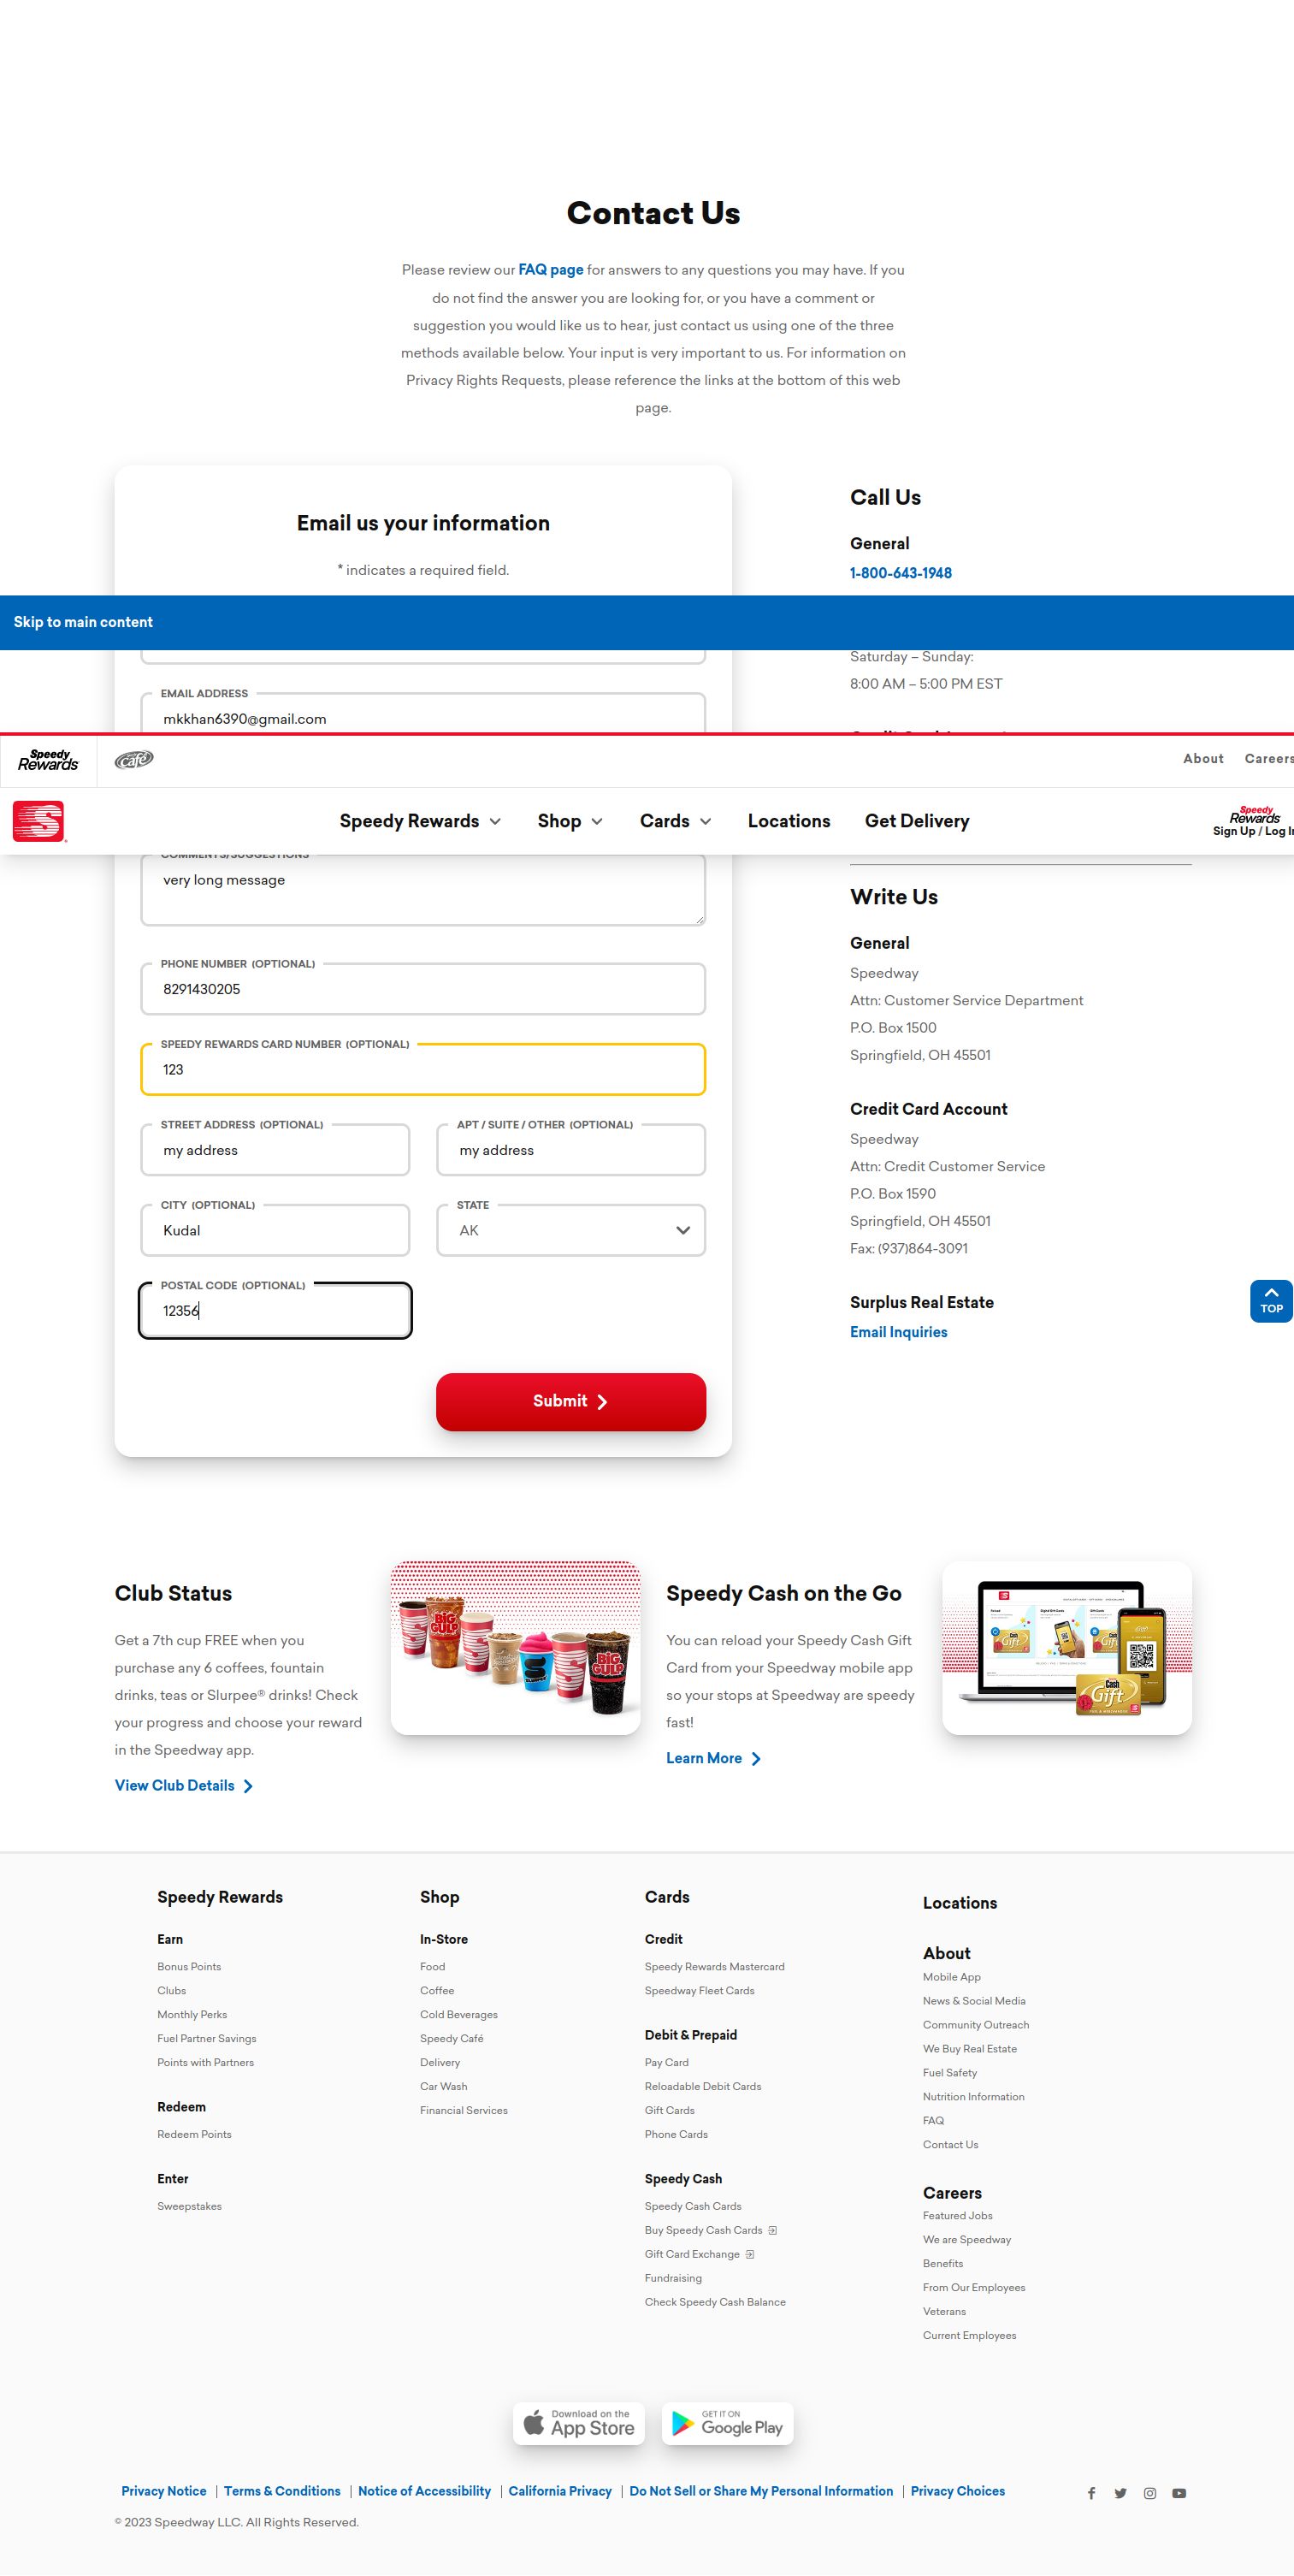 Contact Us
Please review our FAQ page for answers to any questions you may have. If you
do not find the answer you are looking for, or you have a comment or
suggestion you would like us to hear, just contact us using one of the three
methods available below. Your input is very important to us. For information on
Privacy Rights Requests, please reference the links at the bottom of this web
page.
Email us your information
* indicates a required field.
Call Us
General
1-800-643-1948
Skip to main content
Saturday – Sunday:
8:00 AM – 5:00 PM EST
EMAIL ADDRESS
mkkhan6390@gmail.com
Speedy Rewards
café
About
Careers
Speedy Rewards
Shop
Cards
Locations
Get Delivery
Speedy Rewards
Sign Up / Log In
COMMENTS/SUGGESTIONS
very long message
PHONE NUMBER (OPTIONAL)
8291430205
SPEEDY REWARDS CARD NUMBER (OPTIONAL)
123
STREET ADDRESS (OPTIONAL)
my address
APT / SUITE / OTHER (OPTIONAL)
my address
CITY (OPTIONAL)
Kudal
STATE
AK
POSTAL CODE (OPTIONAL)
12356
Submit
Write Us
General
Speedway
Attn: Customer Service Department
P.O. Box 1500
Springfield, OH 45501
Credit Card Account
Speedway
Attn: Credit Customer Service
P.O. Box 1590
Springfield, OH 45501
Fax: (937)864-3091
Surplus Real Estate
Email Inquiries
TOP
Club Status
Get a 7th cup FREE when you
purchase any 6 coffees, fountain
drinks, teas or Slurpee® drinks! Check
your progress and choose your reward
in the Speedway app.
View Club Details
BIG GULP
BIG GULP
Speedy Cash on the Go
You can reload your Speedy Cash Gift
Card from your Speedway mobile app
so your stops at Speedway are speedy
fast!
Learn More
Cash
Gift
Speedy Rewards
Earn
Bonus Points
Clubs
Monthly Perks
Fuel Partner Savings
Points with Partners
Redeem
Redeem Points
Enter
Sweepstakes
Shop
In-Store
Food
Coffee
Cold Beverages
Speedy Café
Delivery
Car Wash
Financial Services
Cards
Credit
Speedy Rewards Mastercard
Speedway Fleet Cards
Debit & Prepaid
Pay Card
Reloadable Debit Cards
Gift Cards
Phone Cards
Speedy Cash
Speedy Cash Cards
Buy Speedy Cash Cards
Gift Card Exchange
Fundraising
Check Speedy Cash Balance
Locations
About
Mobile App
News & Social Media
Community Outreach
We Buy Real Estate
Fuel Safety
Nutrition Information
FAQ
Contact Us
Careers
Featured Jobs
We are Speedway
Benefits
From Our Employees
Veterans
Current Employees
Download on the
App Store
GET IT ON
Google Play
Privacy Notice | Terms & Conditions | Notice of Accessibility | California Privacy | Do Not Sell or Share My Personal Information | Privacy Choices
© 2023 Speedway LLC. All Rights Reserved.